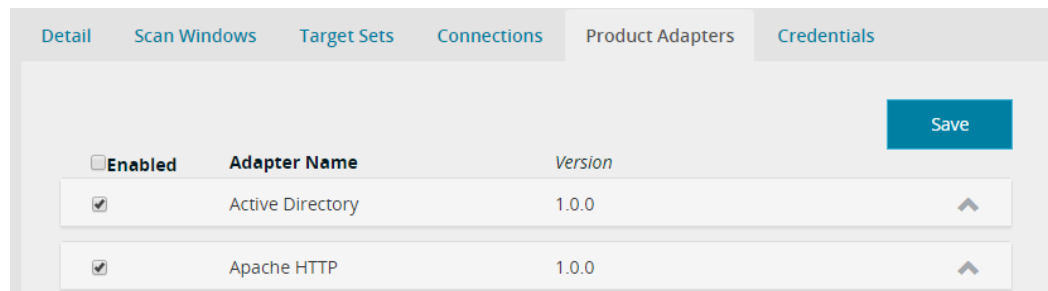 Detail Scan Windows Target Sets Connections Product Adapters Credentials
Save
Enabled Adapter Name Version
Active Directory 1.0.0
Apache HTTP 1.0.0